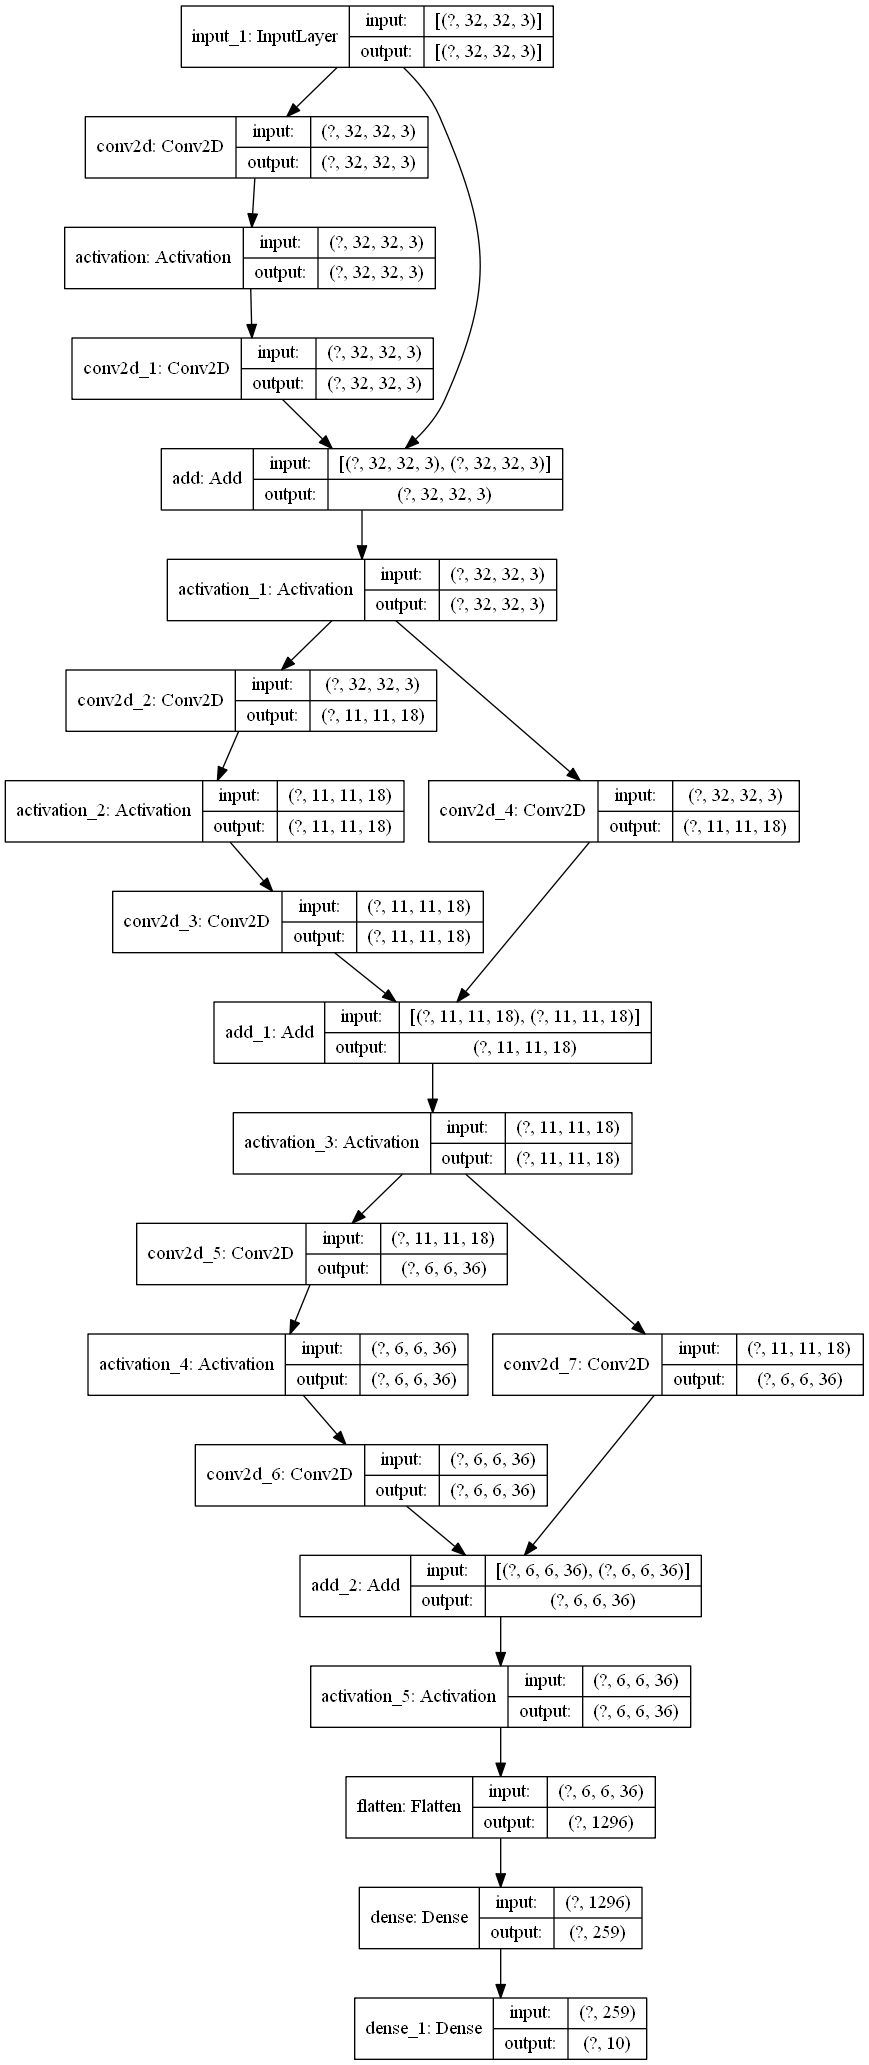 input_1: InputLayer
input: [(?, 32, 32, 3)]
output: [(?, 32, 32, 3)]
conv2d: Conv2D
input: (?, 32, 32, 3)
output: (?, 32, 32, 3)
activation: Activation
input: (?, 32, 32, 3)
output: (?, 32, 32, 3)
conv2d_1: Conv2D
input: (?, 32, 32, 3)
output: (?, 32, 32, 3)
add: Add
input: [(?, 32, 32, 3), (?, 32, 32, 3)]
output: (?, 32, 32, 3)
activation_1: Activation
input: (?, 32, 32, 3)
output: (?, 32, 32, 3)
conv2d_2: Conv2D
input: (?, 32, 32, 3)
output: (?, 11, 11, 18)
activation_2: Activation
input: (?, 11, 11, 18)
output: (?, 11, 11, 18)
conv2d_4: Conv2D
input: (?, 32, 32, 3)
output: (?, 11, 11, 18)
conv2d_3: Conv2D
input: (?, 11, 11, 18)
output: (?, 11, 11, 18)
add_1: Add
input: [(?, 11, 11, 18), (?, 11, 11, 18)]
output: (?, 11, 11, 18)
activation_3: Activation
input: (?, 11, 11, 18)
output: (?, 11, 11, 18)
conv2d_5: Conv2D
input: (?, 11, 11, 18)
output: (?, 6, 6, 36)
activation_4: Activation
input: (?, 6, 6, 36)
output: (?, 6, 6, 36)
conv2d_7: Conv2D
input: (?, 11, 11, 18)
output: (?, 6, 6, 36)
conv2d_6: Conv2D
input: (?, 6, 6, 36)
output: (?, 6, 6, 36)
add_2: Add
input: [(?, 6, 6, 36), (?, 6, 6, 36)]
output: (?, 6, 6, 36)
activation_5: Activation
input: (?, 6, 6, 36)
output: (?, 6, 6, 36)
flatten: Flatten
input: (?, 6, 6, 36)
output: (?, 1296)
dense: Dense
input: (?, 1296)
output: (?, 259)
dense_1: Dense
input: (?, 259)
output: (?, 10)